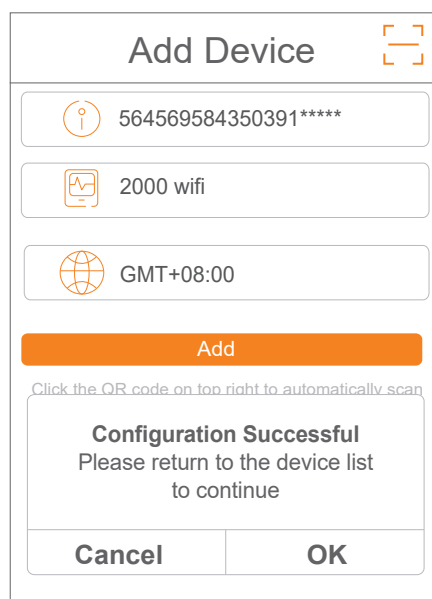 Add Device
564569584350391*****
2000 wifi
GMT+08:00
Add
Click the QR code on top right to automatically scan
Configuration Successful
Please return to the device list
to continue
Cancel OK